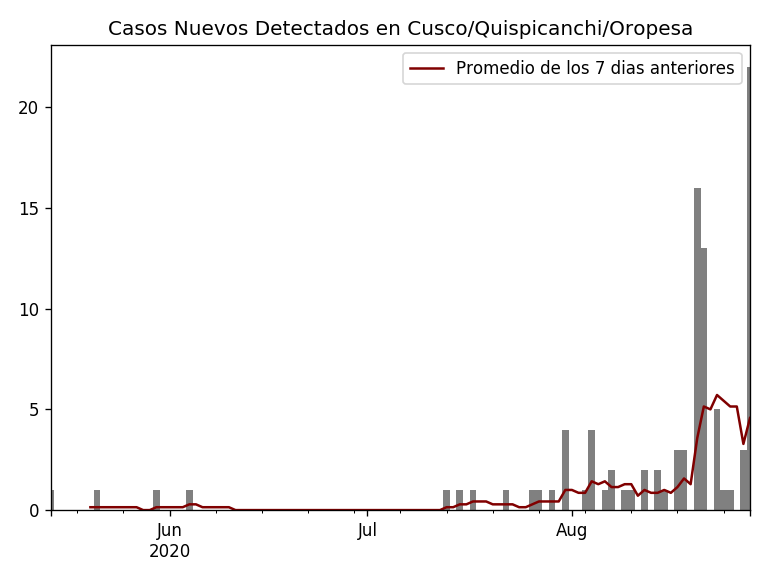 Casos Nuevos Detectados en Cusco/Quispicanchi/Oropesa
Promedio de los 7 dias anteriores
20
15
10
5
0
Jun
2020
Jul
Aug